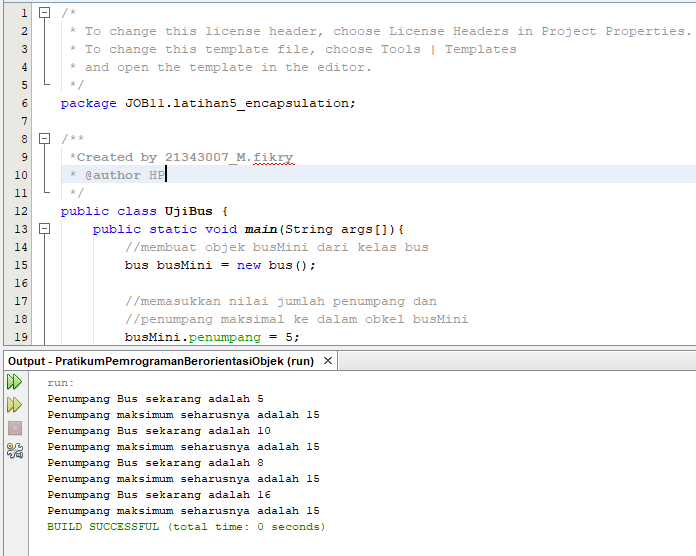 1 /*
2 * To change this license header, choose License Headers in Project Properties.
3 * To change this template file, choose Tools | Templates
4 * and open the template in the editor.
5 */
6 package JOB11.latihan5_encapsulation;
7
8 /**
9 *Created by 21343007_M.fikry
10 * @author HP
11 */
12 public class UjiBus {
13 public static void main(String args[]){
14 //membuat objek busMini dari kelas bus
15 bus busMini = new bus();
16
17 //memasukkan nilai jumlah penumpang dan
18 //penumpang maksimal ke dalam obkel busMini
19 busMini.penumpang = 5;
Output - PratikumPemrogramanBerorientasiObjek (run) ×
run:
Penumpang Bus sekarang adalah 5
Penumpang maksimum seharusnya adalah 15
Penumpang Bus sekarang adalah 10
Penumpang maksimum seharusnya adalah 15
Penumpang Bus sekarang adalah 8
Penumpang maksimum seharusnya adalah 15
Penumpang Bus sekarang adalah 16
Penumpang maksimum seharusnya adalah 15
BUILD SUCCESSFUL (total time: 0 seconds)